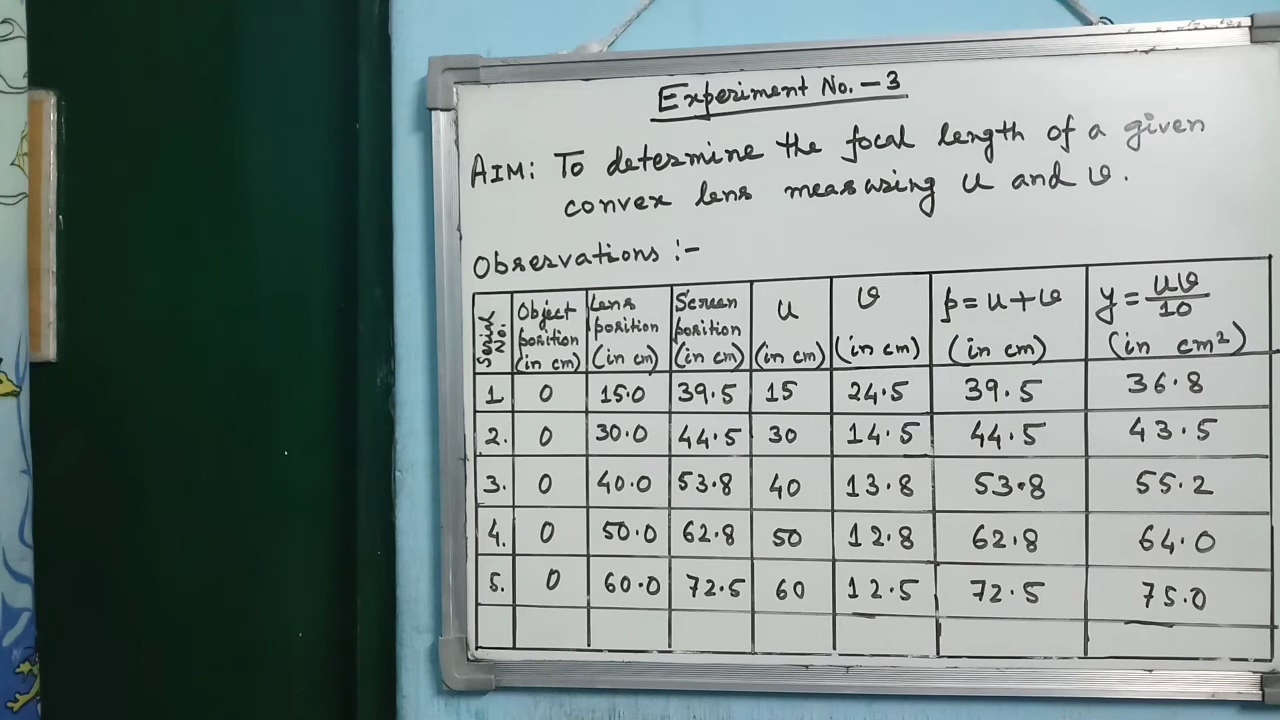 Experiment No. - 3
AIM: To determine the focal length of a given
convex lens measuring u and v.
Observations :-
Serial No. | Object position (in cm) | Lens position (in cm) | Screen position (in cm) | u (in cm) | v (in cm) | p = u + v (in cm) | y = uv/10 (in cm²)
1. | 0 | 15.0 | 39.5 | 15 | 24.5 | 39.5 | 36.8
2. | 0 | 30.0 | 44.5 | 30 | 14.5 | 44.5 | 43.5
3. | 0 | 40.0 | 53.8 | 40 | 13.8 | 53.8 | 55.2
4. | 0 | 50.0 | 62.8 | 50 | 12.8 | 62.8 | 64.0
5. | 0 | 60.0 | 72.5 | 60 | 12.5 | 72.5 | 75.0